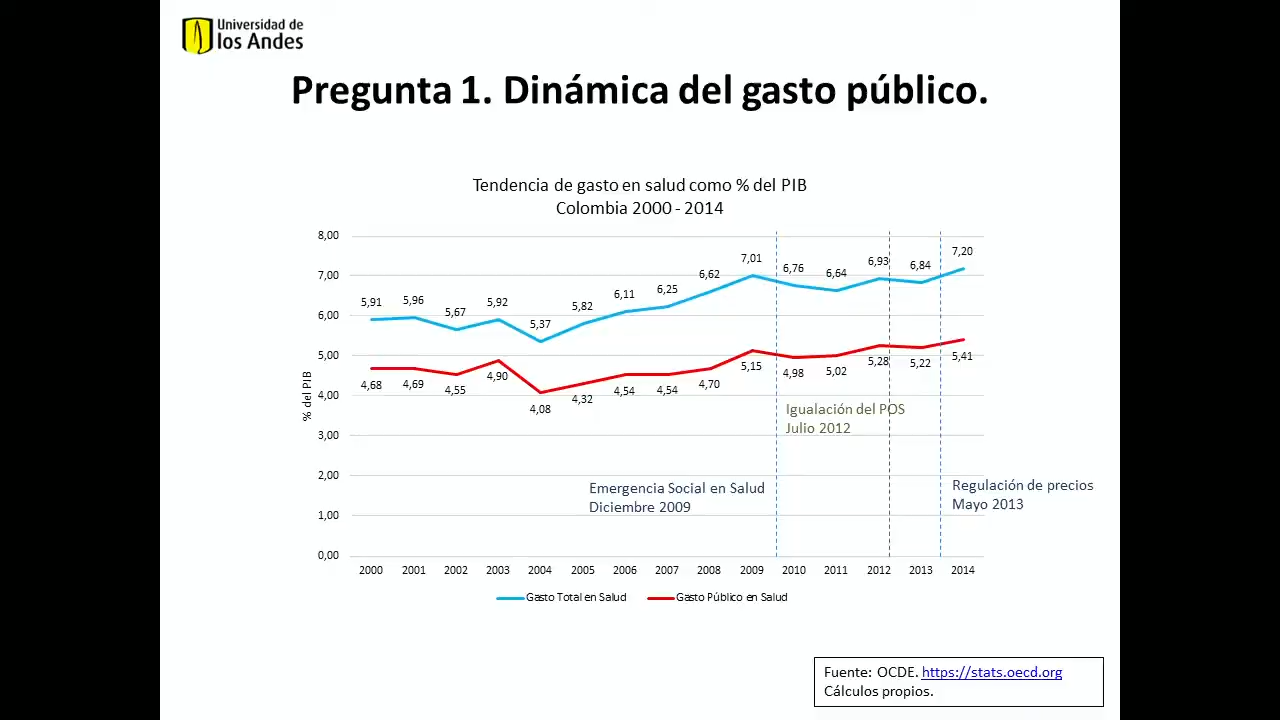 Universidad de
los Andes
Pregunta 1. Dinámica del gasto público.
Tendencia de gasto en salud como % del PIB
Colombia 2000 - 2014
% del PIB
8,00
7,00
6,00
5,00
4,00
3,00
2,00
1,00
0,00
5,91 5,96 5,67 5,92 5,37 5,82 6,11 6,25 6,62 7,01 6,76 6,64 6,93 6,84 7,20
4,68 4,69 4,55 4,90 4,08 4,32 4,54 4,54 4,70 5,15 4,98 5,02 5,28 5,22 5,41
Igualación del POS
Julio 2012
Emergencia Social en Salud
Diciembre 2009
Regulación de precios
Mayo 2013
2000 2001 2002 2003 2004 2005 2006 2007 2008 2009 2010 2011 2012 2013 2014
Gasto Total en Salud Gasto Público en Salud
Fuente: OCDE. https://stats.oecd.org
Cálculos propios.